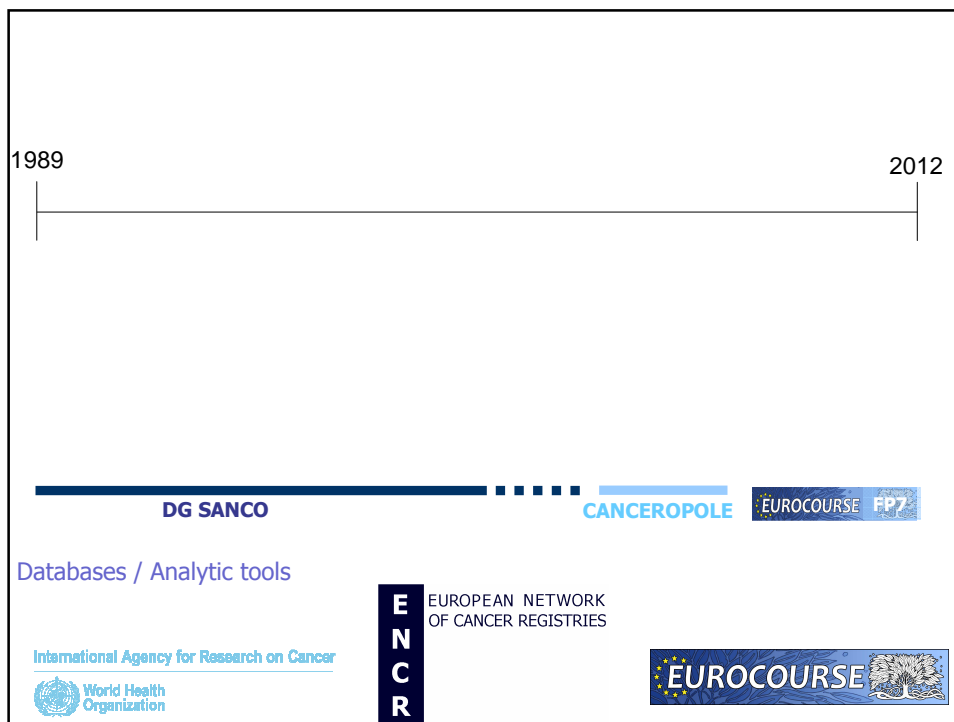 1989
2012
DG SANCO
CANCEROPOLE
EUROCOURSE FP7
Databases / Analytic tools
E
N
C
R
EUROPEAN NETWORK
OF CANCER REGISTRIES
International Agency for Research on Cancer
World Health
Organization
EUROCOURSE